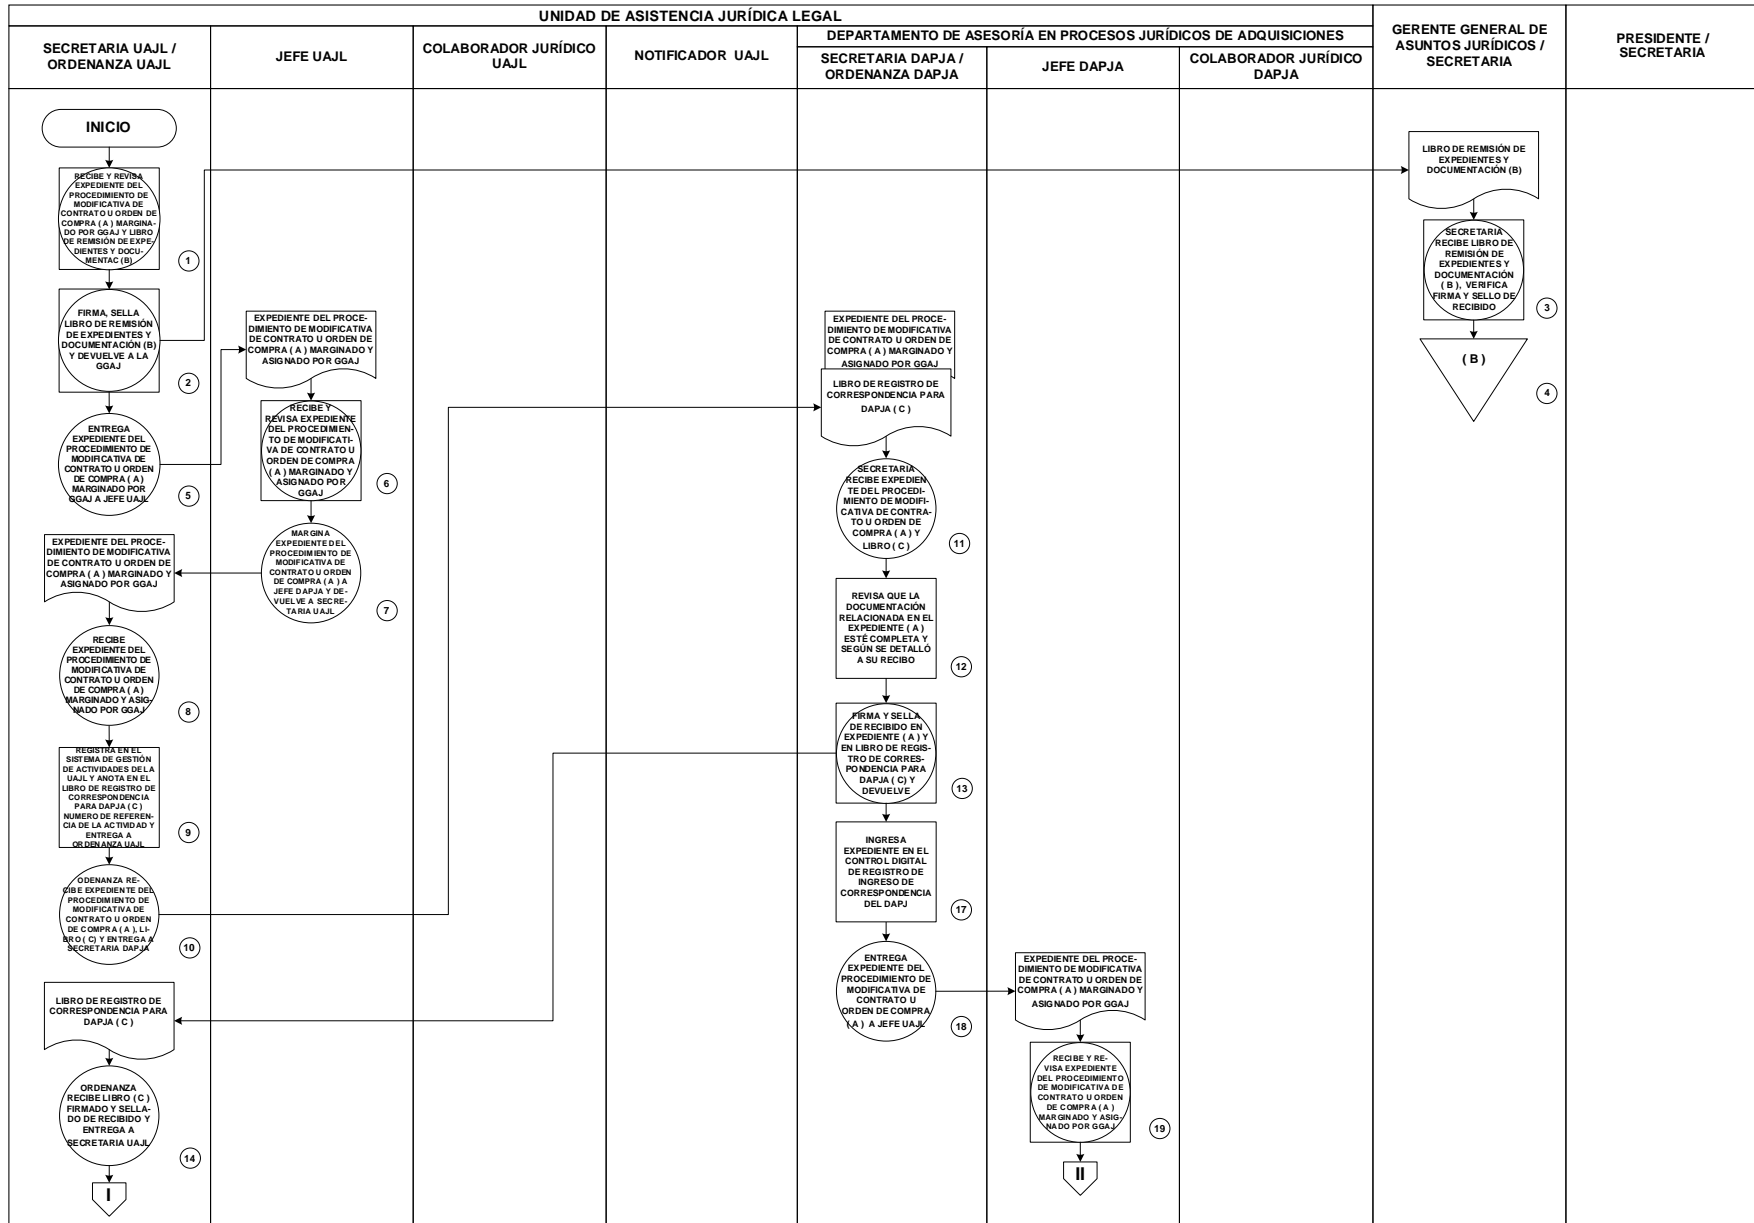 UNIDAD DE ASISTENCIA JURÍDICA LEGAL
SECRETARIA UAJL /
ORDENANZA UAJL
JEFE UAJL
COLABORADOR JURÍDICO
UAJL
NOTIFICADOR UAJL
DEPARTAMENTO DE ASESORÍA EN PROCESOS JURÍDICOS DE ADQUISICIONES
SECRETARIA DAPJA /
ORDENANZA DAPJA
JEFE DAPJA
COLABORADOR JURÍDICO
DAPJA
GERENTE GENERAL DE
ASUNTOS JURÍDICOS /
SECRETARIA
PRESIDENTE /
SECRETARIA
INICIO
RECIBE Y REVISA
EXPEDIENTE DEL
PROCEDIMIENTO DE
MODIFICATIVA DE
CONTRATO U ORDEN DE
COMPRA ( A ) MARGINA-
DO POR GGAJ Y LIBRO
DE REMISIÓN DE EXPE-
DIENTES Y DOCU-
MENTAC (B)
1
FIRMA, SELLA
LIBRO DE REMISIÓN
DE EXPEDIENTES Y
DOCUMENTACIÓN (B)
Y DEVUELVE A LA
GGAJ
2
LIBRO DE REMISIÓN DE
EXPEDIENTES Y
DOCUMENTACIÓN (B)
SECRETARIA
RECIBE LIBRO DE
REMISIÓN DE
EXPEDIENTES Y
DOCUMENTACIÓN
( B ), VERIFICA
FIRMA Y SELLO DE
RECIBIDO
3
( B )
4
ENTREGA
EXPEDIENTE DEL
PROCEDIMIENTO DE
MODIFICATIVA DE
CONTRATO U ORDEN
DE COMPRA ( A )
MARGINADO POR
GGAJ A JEFE UAJL
5
EXPEDIENTE DEL PROCE-
DIMIENTO DE MODIFICATIVA
DE CONTRATO U ORDEN DE
COMPRA ( A ) MARGINADO Y
ASIGNADO POR GGAJ
RECIBE Y
REVISA EXPEDIENTE
DEL PROCEDIMIEN-
TO DE MODIFICATI-
VA DE CONTRATO U
ORDEN DE COMPRA
( A ) MARGINADO Y
ASIGNADO POR
GGAJ
6
MARGINA
EXPEDIENTE DEL
PROCEDIMIENTO DE
MODIFICATIVA DE
CONTRATO U ORDEN
DE COMPRA ( A ) A
JEFE DAPJA Y DE-
VUELVE A SECRE-
TARIA UAJL
7
EXPEDIENTE DEL PROCE-
DIMIENTO DE MODIFICATIVA
DE CONTRATO U ORDEN DE
COMPRA ( A ) MARGINADO Y
ASIGNADO POR GGAJ
RECIBE
EXPEDIENTE DEL
PROCEDIMIENTO DE
MODIFICATIVA DE
CONTRATO U ORDEN
DE COMPRA ( A )
MARGINADO Y ASIG-
NADO POR GGAJ
8
REGISTRA EN EL
SISTEMA DE GESTIÓN
DE ACTIVIDADES DE LA
UAJL Y ANOTA EN EL
LIBRO DE REGISTRO DE
CORRESPONDENCIA
PARA DAPJA ( C )
NUMERO DE REFEREN-
CIA DE LA ACTIVIDAD Y
ENTREGA A
ORDENANZA UAJL
9
ODENANZA RE-
CIBE EXPEDIENTE DEL
PROCEDIMIENTO DE
MODIFICATIVA DE
CONTRATO U ORDEN
DE COMPRA ( A ), LI-
BRO ( C) Y ENTREGA A
SECRETARIA DAPJA
10
EXPEDIENTE DEL PROCE-
DIMIENTO DE MODIFICATIVA
DE CONTRATO U ORDEN DE
COMPRA ( A ) MARGINADO Y
ASIGNADO POR GGAJ
LIBRO DE REGISTRO DE
CORRESPONDENCIA PARA
DAPJA ( C )
SECRETARIA
RECIBE EXPEDIEN-
TE DEL PROCEDI-
MIENTO DE MODIFI-
CATIVA DE CONTRA-
TO U ORDEN DE
COMPRA ( A ) Y
LIBRO ( C )
11
REVISA QUE LA
DOCUMENTACIÓN
RELACIONADA EN EL
EXPEDIENTE ( A )
ESTÉ COMPLETA Y
SEGÚN SE DETALLÓ
A SU RECIBO
12
FIRMA Y SELLA
DE RECIBIDO EN
EXPEDIENTE ( A ) Y
EN LIBRO DE REGIS-
TRO DE CORRES-
PONDENCIA PARA
DAPJA ( C) Y
DEVUELVE
13
INGRESA
EXPEDIENTE EN EL
CONTROL DIGITAL
DE REGISTRO DE
INGRESO DE
CORRESPONDENCIA
DEL DAPJ
17
ENTREGA
EXPEDIENTE DEL
PROCEDIMIENTO DE
MODIFICATIVA DE
CONTRATO U
ORDEN DE COMPRA
( A ) A JEFE UAJL
18
LIBRO DE REGISTRO DE
CORRESPONDENCIA PARA
DAPJA ( C )
ORDENANZA
RECIBE LIBRO ( C )
FIRMADO Y SELLA-
DO DE RECIBIDO Y
ENTREGA A
SECRETARIA UAJL
14
I
EXPEDIENTE DEL PROCE-
DIMIENTO DE MODIFICATIVA
DE CONTRATO U ORDEN DE
COMPRA ( A ) MARGINADO Y
ASIGNADO POR GGAJ
RECIBE Y RE-
VISA EXPEDIENTE
DEL PROCEDIMIENTO
DE MODIFICATIVA DE
CONTRATO U ORDEN
DE COMPRA ( A )
MARGINADO Y ASIG-
NADO POR GGAJ
19
II